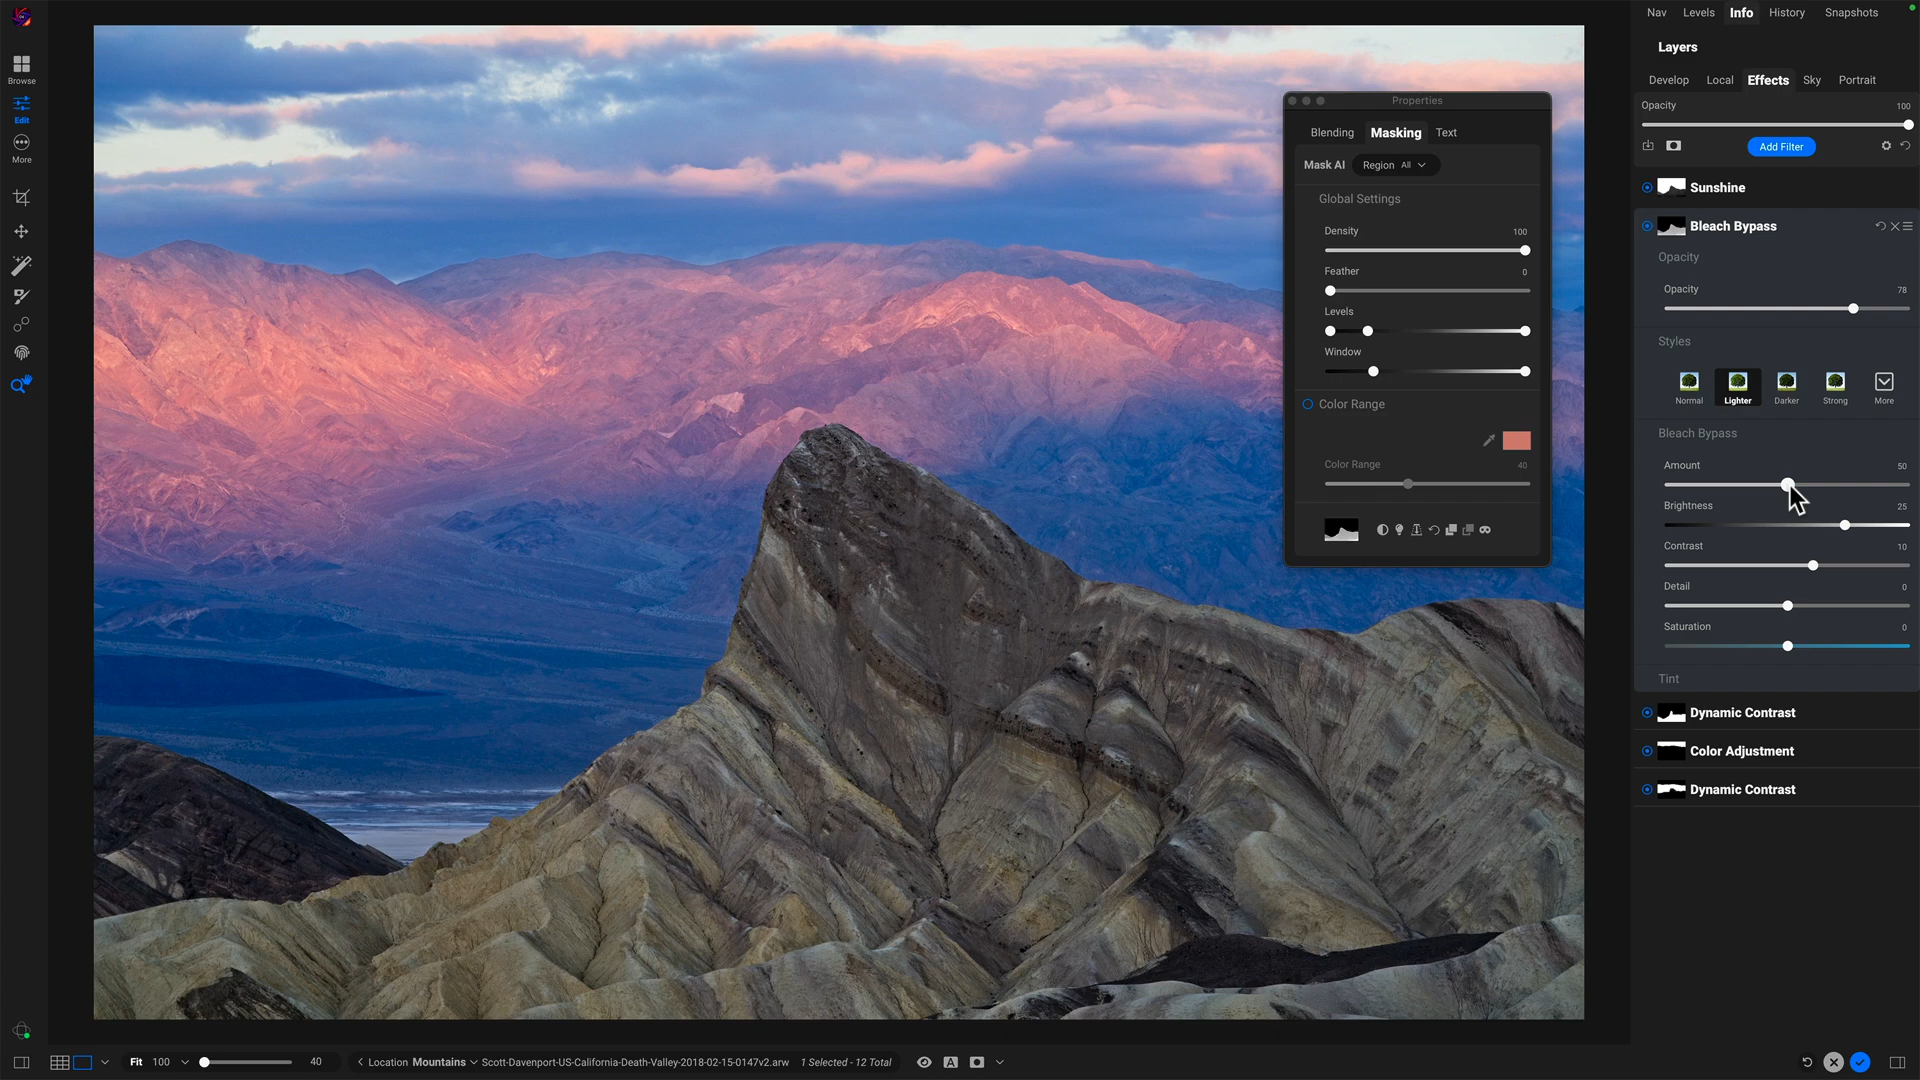 Nav Levels Info History Snapshots
Layers
Develop Local Effects Sky Portrait
Opacity 100
Add Filter
Sunshine
Bleach Bypass
Opacity
Opacity 78
Styles
Normal Lighter Darker Strong More
Bleach Bypass
Amount 50
Brightness 25
Contrast 10
Detail 0
Saturation 0
Tint
Dynamic Contrast
Color Adjustment
Dynamic Contrast
Browse
Edit
More
Properties
Blending Masking Text
Mask AI Region All
Global Settings
Density 100
Feather 0
Levels
Window
Color Range
Color Range 40
Fit 100 40 Location Mountains Scott-Davenport-US-California-Death-Valley-2018-02-15-0147v2.arw 1 Selected - 12 Total A